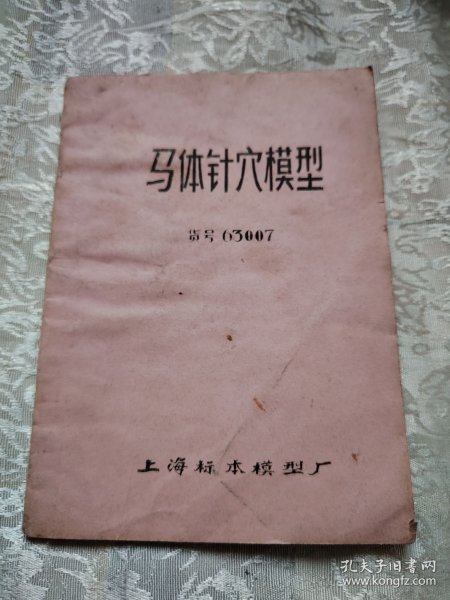 马体针穴模型
货号 63007
上海标本模型厂
孔夫子旧书网
www.kongfz.com